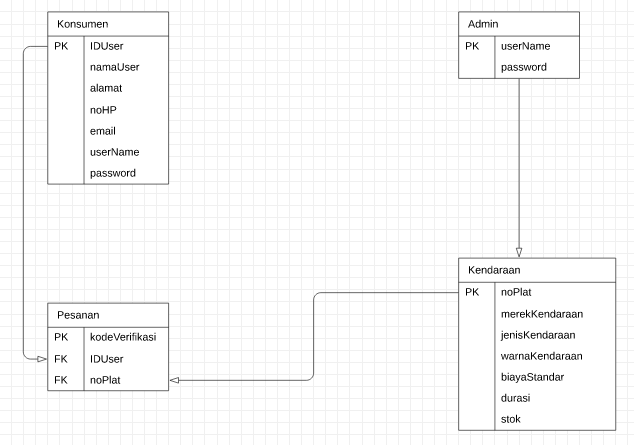 Konsumen
PK IDUser
namaUser
alamat
noHP
email
userName
password
Admin
PK userName
password
Pesanan
PK kodeVerifikasi
FK IDUser
FK noPlat
Kendaraan
PK noPlat
merekKendaraan
jenisKendaraan
warnaKendaraan
biayaStandar
durasi
stok